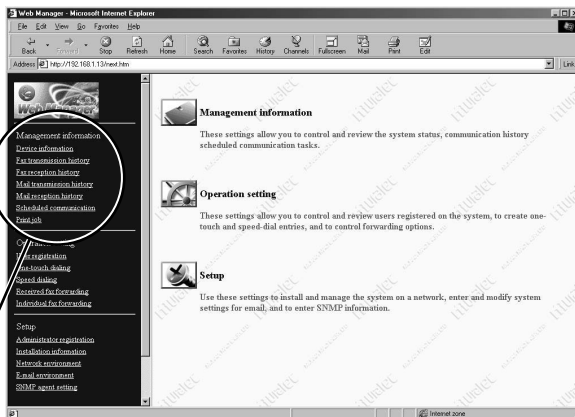 Web Manager - Microsoft Internet Explorer
File Edit View Go Favorites Help
Back Forward Stop Refresh Home Search Favorites History Channels Fullscreen Mail Print Edit
Address http://192.168.1.13/next.htm Link
Web Manager
Management information
Device information
Fax transmission history
Fax reception history
Mail transmission history
Mail reception history
Scheduled communication
Print job
registration
One-touch dialing
Speed dialing
Received fax forwarding
Individual fax forwarding
Setup
Administrator registration
Installation information
Network environment
E-mail environment
SNMP agent setting
Management information
These settings allow you to control and review the system status, communication history
scheduled communication tasks.
Operation setting
These settings allow you to control and review users registered on the system, to create one-
touch and speed-dial entries, and to control forwarding options.
Setup
Use these settings to install and manage the system on a network, enter and modify system
settings for email, and to enter SNMP information.
Internet zone